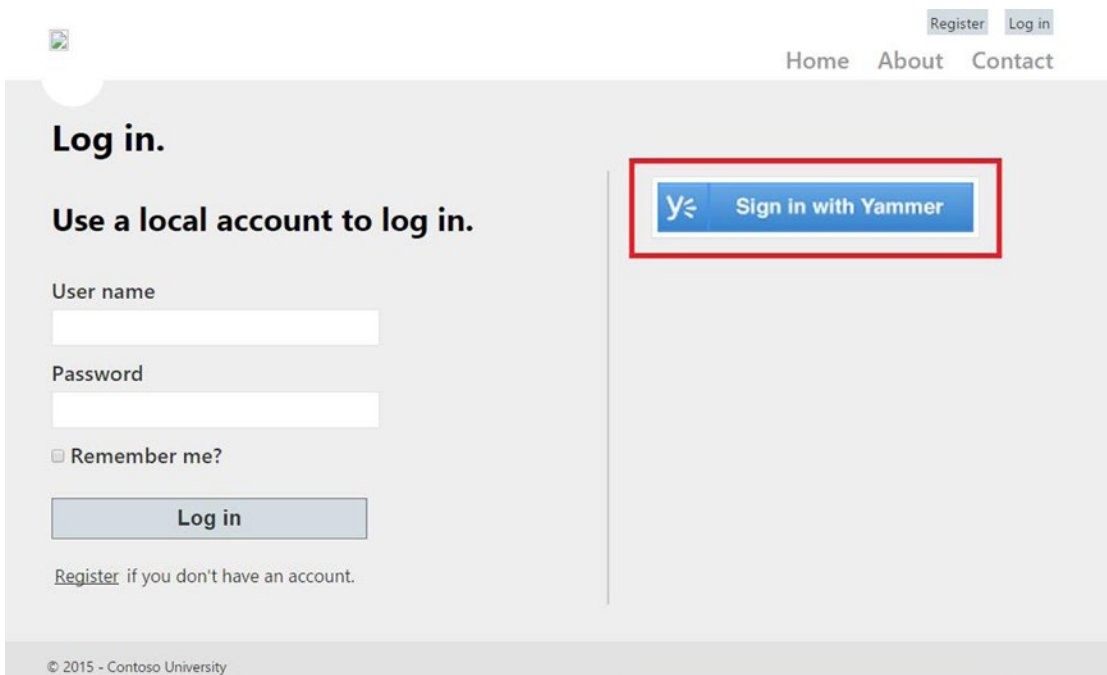 Register Log in
Home About Contact
Log in.
Use a local account to log in.
User name
Password
Remember me?
Log in
Register if you don't have an account.
Sign in with Yammer
© 2015 - Contoso University